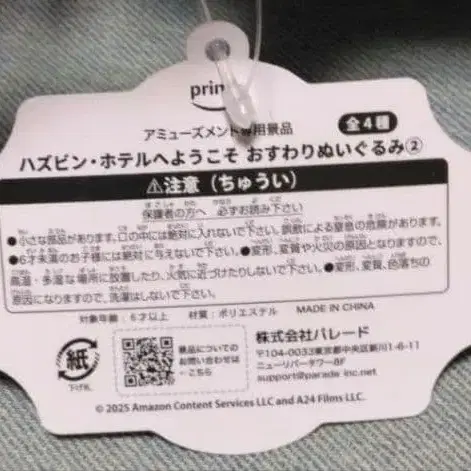 prim
アミューズメント専用景品
全4種
ハズビン・ホテルへようこそ おすわりぬいぐるみ②
⚠注意（ちゅうい）
保護者の方へ 必ずお読み下さい
●小さな部品があります。口の中には絶対に入れないで下さい。誤飲による窒息の危険があります。
●6才未満のお子様には絶対に与えないで下さい。●変形、変質や火災の原因となりますので、
高温・多湿な場所に放置したり、火気に近づけたりしないで下さい。●変形、変質、色落ちの
原因になりますので、洗濯はしないで下さい。
対象年齢：6才以上 材質：ポリエステル MADE IN CHINA
紙
下げ札
景品についての
お問い合わせは
こちら
株式会社パレード
〒104-0033東京都中央区新川1-6-11
ニューリバータワー8F
support@parade inc.net
© 2025 Amazon Content Services LLC and A24 Films LLC.